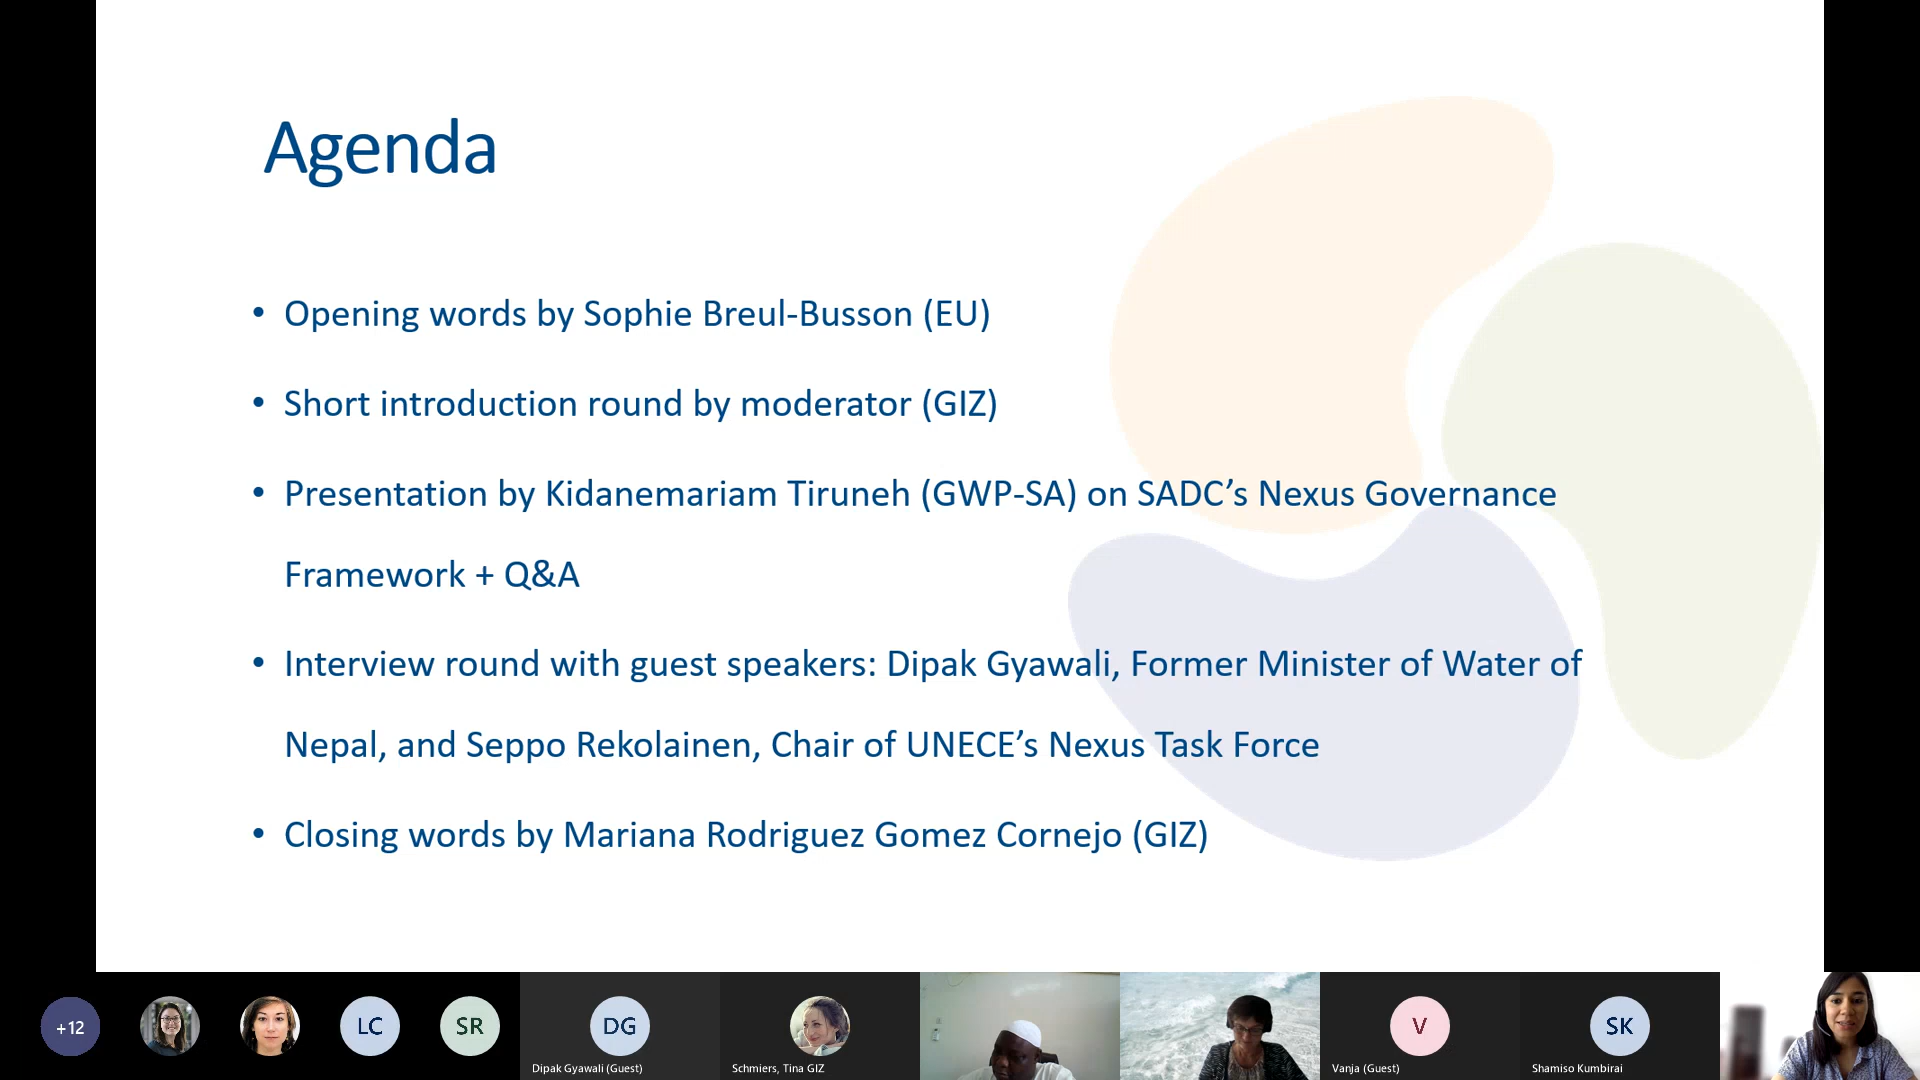 Agenda
• Opening words by Sophie Breul-Busson (EU)
• Short introduction round by moderator (GIZ)
• Presentation by Kidanemariam Tiruneh (GWP-SA) on SADC’s Nexus Governance
Framework + Q&A
• Interview round with guest speakers: Dipak Gyawali, Former Minister of Water of
Nepal, and Seppo Rekolainen, Chair of UNECE’s Nexus Task Force
• Closing words by Mariana Rodriguez Gomez Cornejo (GIZ)
+12
LC
SR
DG
V
SK
Dipak Gyawali (Guest)
Schmiers, Tina GIZ
Vanja (Guest)
Shamiso Kumbirai